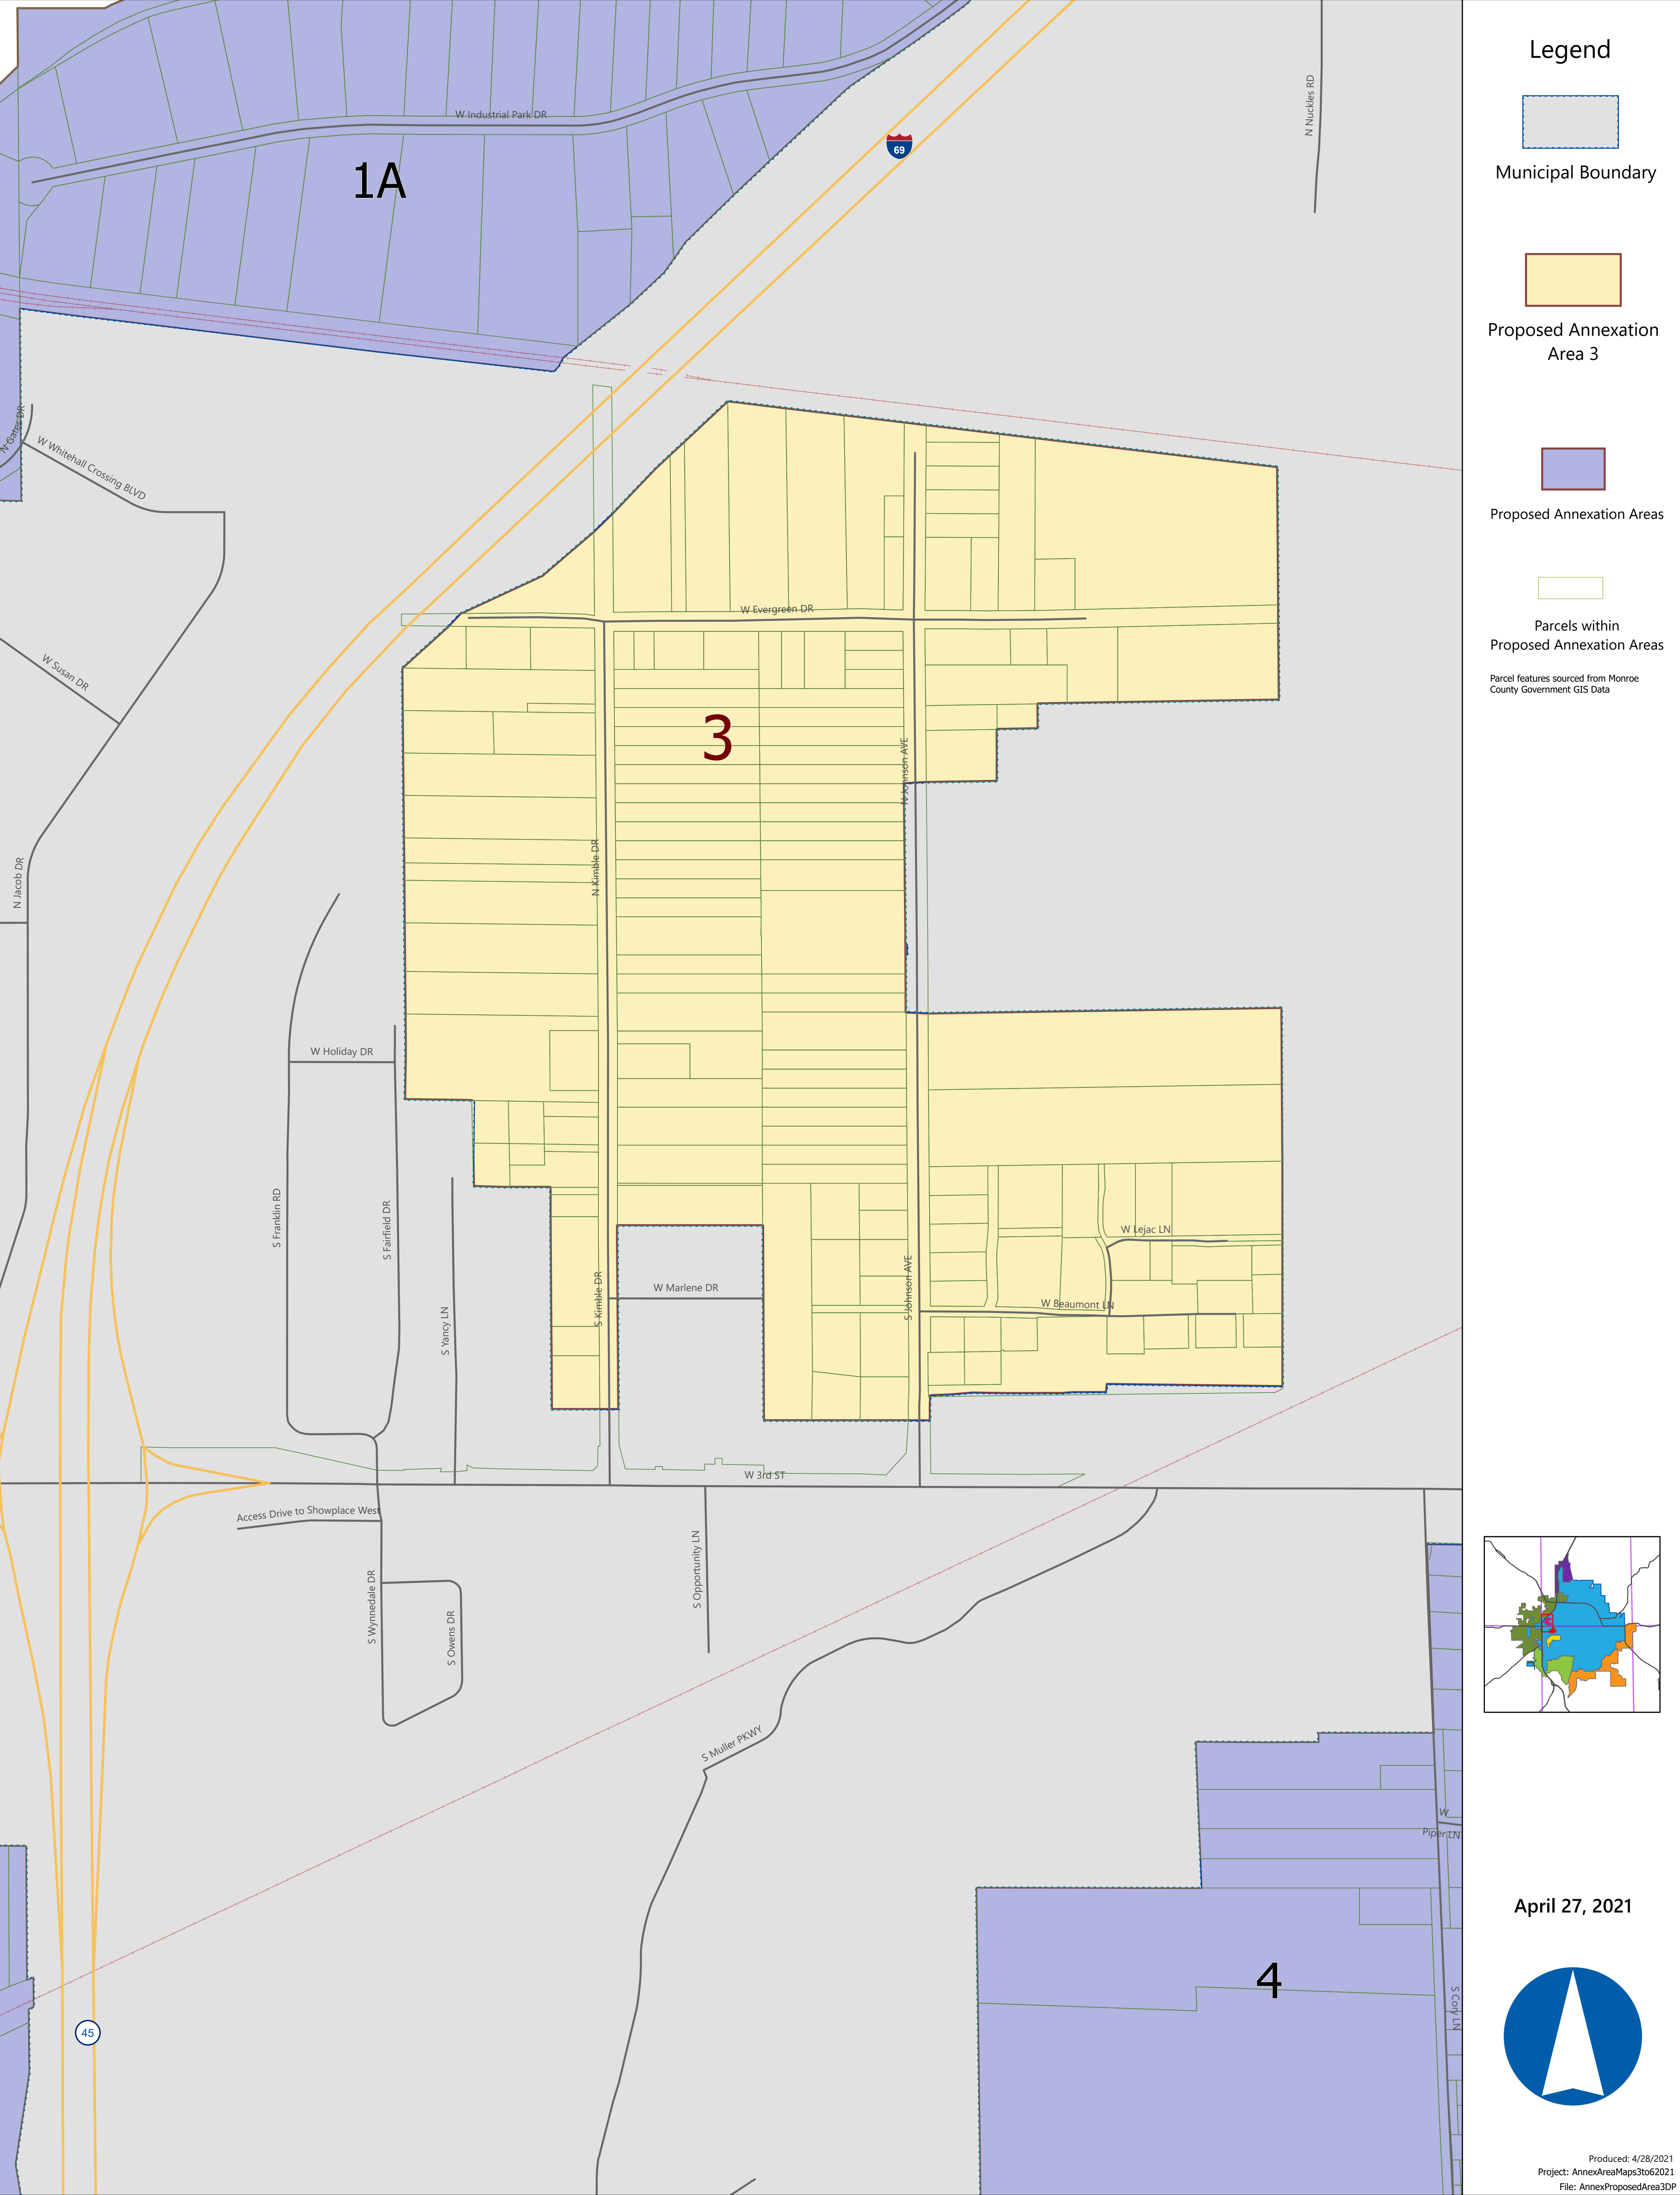 Legend
Municipal Boundary
Proposed Annexation
Area 3
Proposed Annexation Areas
Parcels within
Proposed Annexation Areas
Parcel features sourced from Monroe
County Government GIS Data
W Industrial Park DR
1A
69
N Nuckles RD
N Gates DR
W Whitehall Crossing BLVD
W Susan DR
W Evergreen DR
3
N Johnson AVE
N Kimble DR
N Jacob DR
W Holiday DR
S Franklin RD
S Fairfield DR
S Yancy LN
S Kimble DR
W Marlene DR
S Johnson AVE
W Lejac LN
W Beaumont LN
W 3rd ST
Access Drive to Showplace West
S Wynnedale DR
S Owens DR
S Opportunity LN
S Muller PKWY
W
Piper LN
4
S Cory LN
45
April 27, 2021
Produced: 4/28/2021
Project: AnnexAreaMaps3to62021
File: AnnexProposedArea3DP